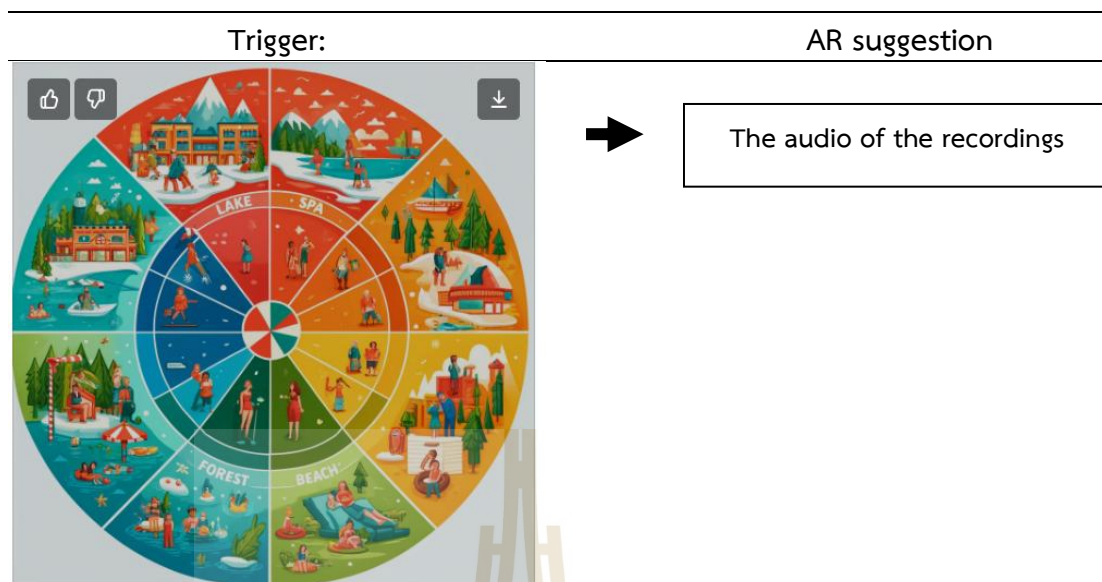 Trigger:
AR suggestion
The audio of the recordings
LAKE
SPA
FOREST
BEACH